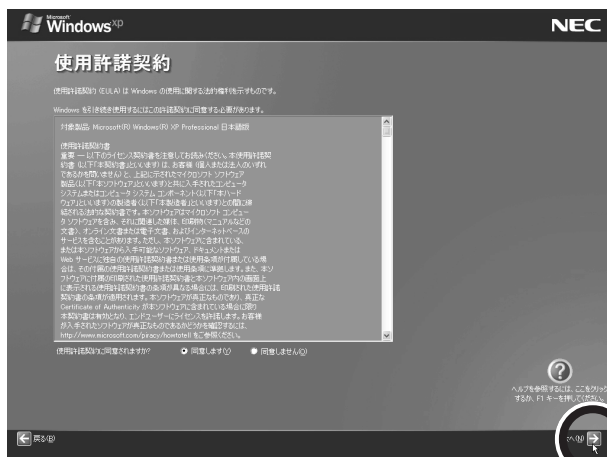 Microsoft
Windows xp
NEC
使用許諾契約
使用許諾契約 (EULA) は Windows の使用に関する法的権利を示すものです。
Windows を引き続き使用するにはこの許諾契約に同意する必要があります。
対象製品: Microsoft(R) Windows(R) XP Professional 日本語版
使用許諾契約書
重要 ― 以下のライセンス契約書を注意してお読みください。本使用許諾契
約書 (以下「本契約書」といいます) は、お客様 (個人または法人のいずれ
であるかを問いません) と、上記に示されたマイクロソフト ソフトウェア
製品(以下「本ソフトウェア」といいます)と共に入手されたコンピュータ
システムまたはコンピュータ システム コンポーネント(以下「本ハード
ウェア」といいます)の製造者(以下「本製造者」といいます)との間に締
結される法的な契約書です。本ソフトウェアはマイクロソフト コンピュー
タ ソフトウェアを含み、それに関連した媒体、印刷物(マニュアルなどの
文書)、オンライン文書または電子文書、およびインターネットベースの
サービスを含むことがあります。ただし、本ソフトウェアに含まれている、
または本ソフトウェアから入手可能なソフトウェア、ドキュメントまたは
Web サービスに独自の使用許諾契約書または使用条項が付属している場
合は、その付属の使用許諾契約書または使用条項に準拠します。また、本ソ
フトウェアに付属の印刷された使用許諾契約書と本ソフトウェア内の画面上
に表示される使用許諾契約書の条項が異なる場合には、印刷された使用許諾
契約書の条項が適用されます。本ソフトウェアが真正なものであり、真正な
Certificate of Authenticity が本ソフトウェアに含まれている場合に限り
本契約書は有効となり、エンドユーザーにライセンスを許諾します。お客様
が入手されたソフトウェアが真正なものであるかどうかを確認するには、
http://www.microsoft.com/piracy/howtotell をご参照ください。
使用許諾契約に同意されますか? 同意します(Y) 同意しません(O)
ヘルプを参照するには、ここをクリック
するか、F1 キーを押してください。
戻る(B)
次へ(N)